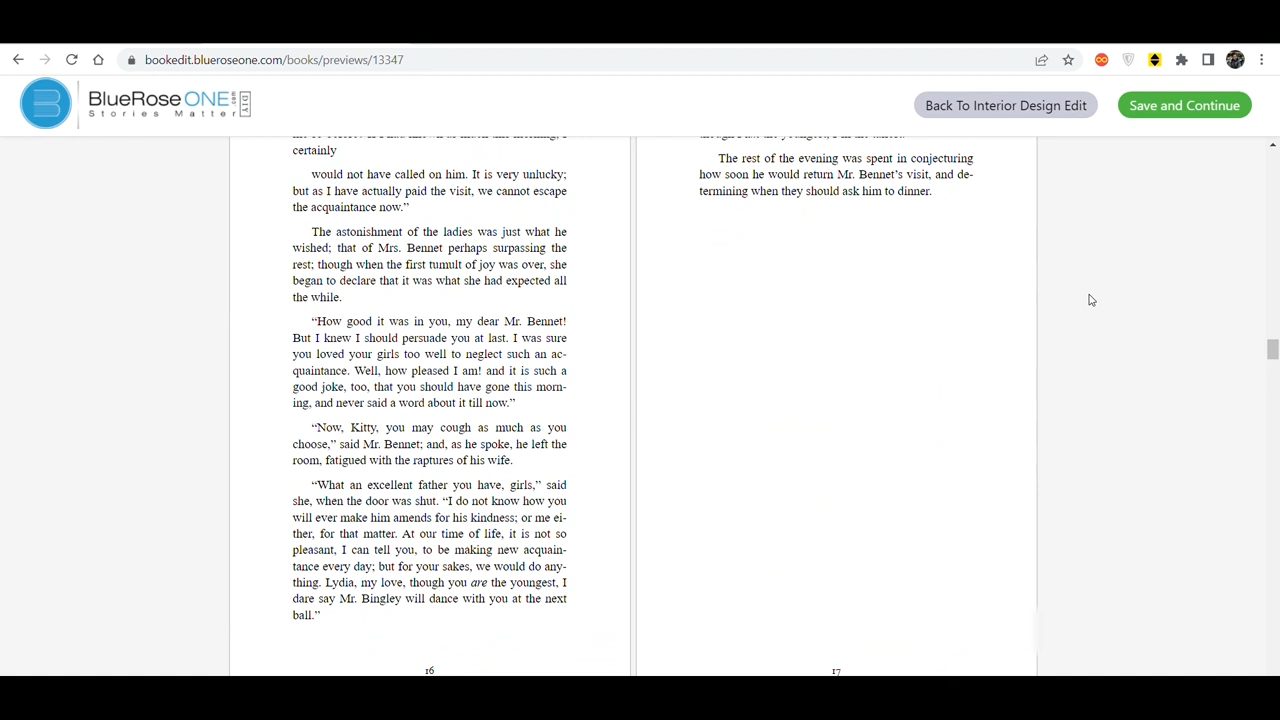 bookedit.blueroseone.com/books/previews/13347
BlueRose ONE .com DIY
Stories Matter
Back To Interior Design Edit
Save and Continue
certainly
would not have called on him. It is very unlucky;
but as I have actually paid the visit, we cannot escape
the acquaintance now.”
The astonishment of the ladies was just what he
wished; that of Mrs. Bennet perhaps surpassing the
rest; though when the first tumult of joy was over, she
began to declare that it was what she had expected all
the while.
“How good it was in you, my dear Mr. Bennet!
But I knew I should persuade you at last. I was sure
you loved your girls too well to neglect such an ac-
quaintance. Well, how pleased I am! and it is such a
good joke, too, that you should have gone this morn-
ing, and never said a word about it till now.”
“Now, Kitty, you may cough as much as you
choose,” said Mr. Bennet; and, as he spoke, he left the
room, fatigued with the raptures of his wife.
“What an excellent father you have, girls,” said
she, when the door was shut. “I do not know how you
will ever make him amends for his kindness; or me ei-
ther, for that matter. At our time of life, it is not so
pleasant, I can tell you, to be making new acquain-
tance every day; but for your sakes, we would do any-
thing. Lydia, my love, though you are the youngest, I
dare say Mr. Bingley will dance with you at the next
ball.”
16
The rest of the evening was spent in conjecturing
how soon he would return Mr. Bennet’s visit, and de-
termining when they should ask him to dinner.
17